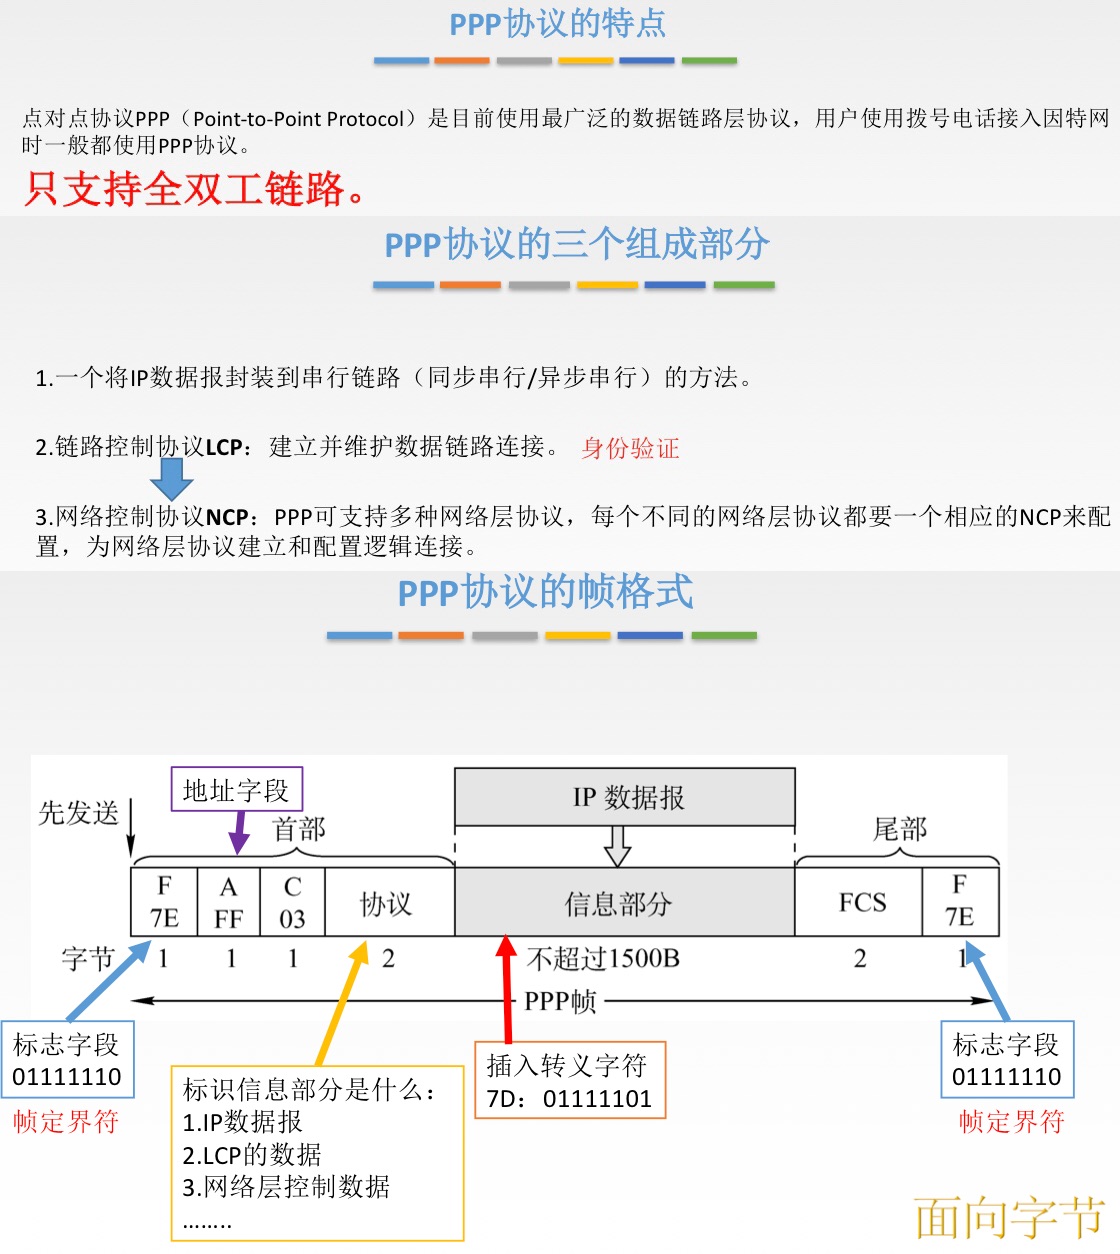 PPP协议的特点
点对点协议PPP（Point-to-Point Protocol）是目前使用最广泛的数据链路层协议，用户使用拨号电话接入因特网
时一般都使用PPP协议。
只支持全双工链路。
PPP协议的三个组成部分
1.一个将IP数据报封装到串行链路（同步串行/异步串行）的方法。
2.链路控制协议LCP：建立并维护数据链路连接。 身份验证
3.网络控制协议NCP：PPP可支持多种网络层协议，每个不同的网络层协议都要一个相应的NCP来配
置，为网络层协议建立和配置逻辑连接。
PPP协议的帧格式
地址字段
IP 数据报
先发送
首部
尾部
F A C F
7E FF 03 协议 信息部分 FCS 7E
字节 1 1 1 2 不超过1500B 2 1
PPP帧
标志字段
01111110
帧定界符
标识信息部分是什么：
1.IP数据报
2.LCP的数据
3.网络层控制数据
........
插入转义字符
7D：01111101
标志字段
01111110
帧定界符
面向字节